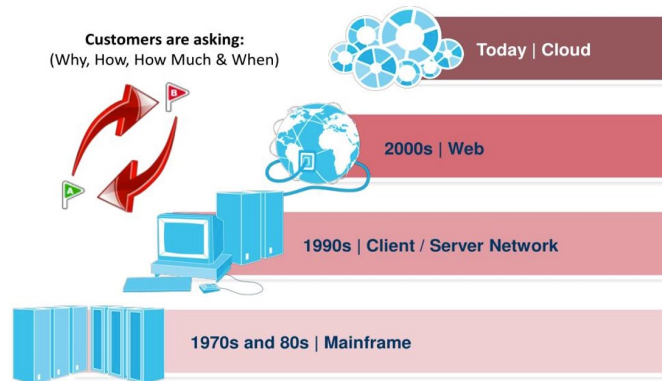 Customers are asking:
(Why, How, How Much & When)
B
A
Today | Cloud
2000s | Web
1990s | Client / Server Network
1970s and 80s | Mainframe